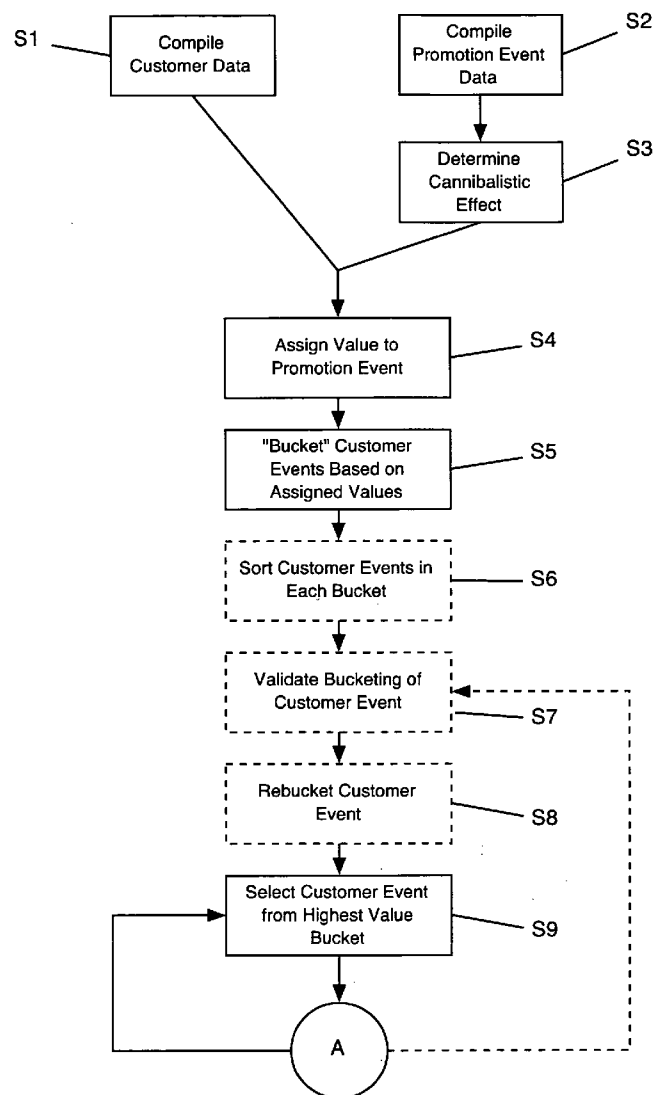 S1
Compile
Customer Data
Compile
Promotion Event
Data
S2
Determine
Cannibalistic
Effect
S3
Assign Value to
Promotion Event
S4
"Bucket" Customer
Events Based on
Assigned Values
S5
Sort Customer Events in
Each Bucket
S6
Validate Bucketing of
Customer Event
S7
Rebucket Customer
Event
S8
Select Customer Event
from Highest Value
Bucket
S9
A